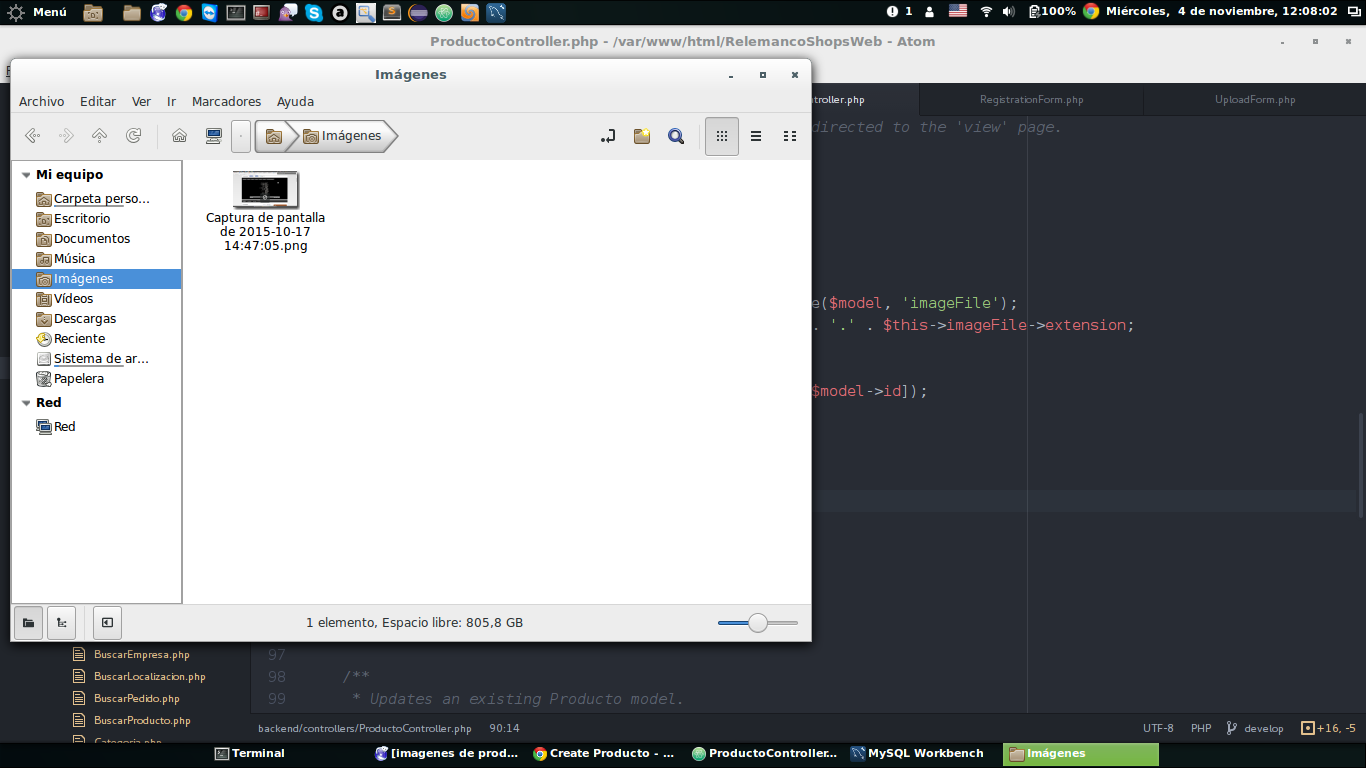 Menú
1
100%
Miércoles, 4 de noviembre, 12:08:02
ProductoController.php - /var/www/html/RelemancoShopsWeb - Atom
Imágenes
Archivo Editar Ver Ir Marcadores Ayuda
Imágenes
Mi equipo
Carpeta perso...
Escritorio
Documentos
Música
Imágenes
Vídeos
Descargas
Reciente
Sistema de ar...
Papelera
Red
Red
Captura de pantalla
de 2015-10-17
14:47:05.png
1 elemento, Espacio libre: 805,8 GB
ntroller.php
RegistrationForm.php
UploadForm.php
directed to the 'view' page.
e($model, 'imageFile');
. '.' . $this->imageFile->extension;
$model->id]);
BuscarEmpresa.php
BuscarLocalizacion.php
BuscarPedido.php
BuscarProducto.php
Categoria.php
97
98 /**
99 * Updates an existing Producto model.
backend/controllers/ProductoController.php 90:14
UTF-8 PHP develop +16, -5
Terminal
[imagenes de prod...
Create Producto - ...
ProductoController...
MySQL Workbench
Imágenes